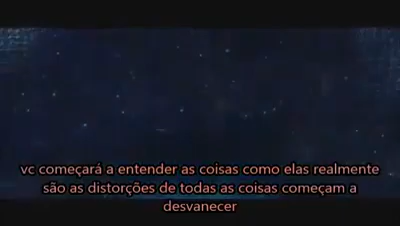 vc começará a entender as coisas como elas realmente
são as distorções de todas as coisas começam a
desvanecer